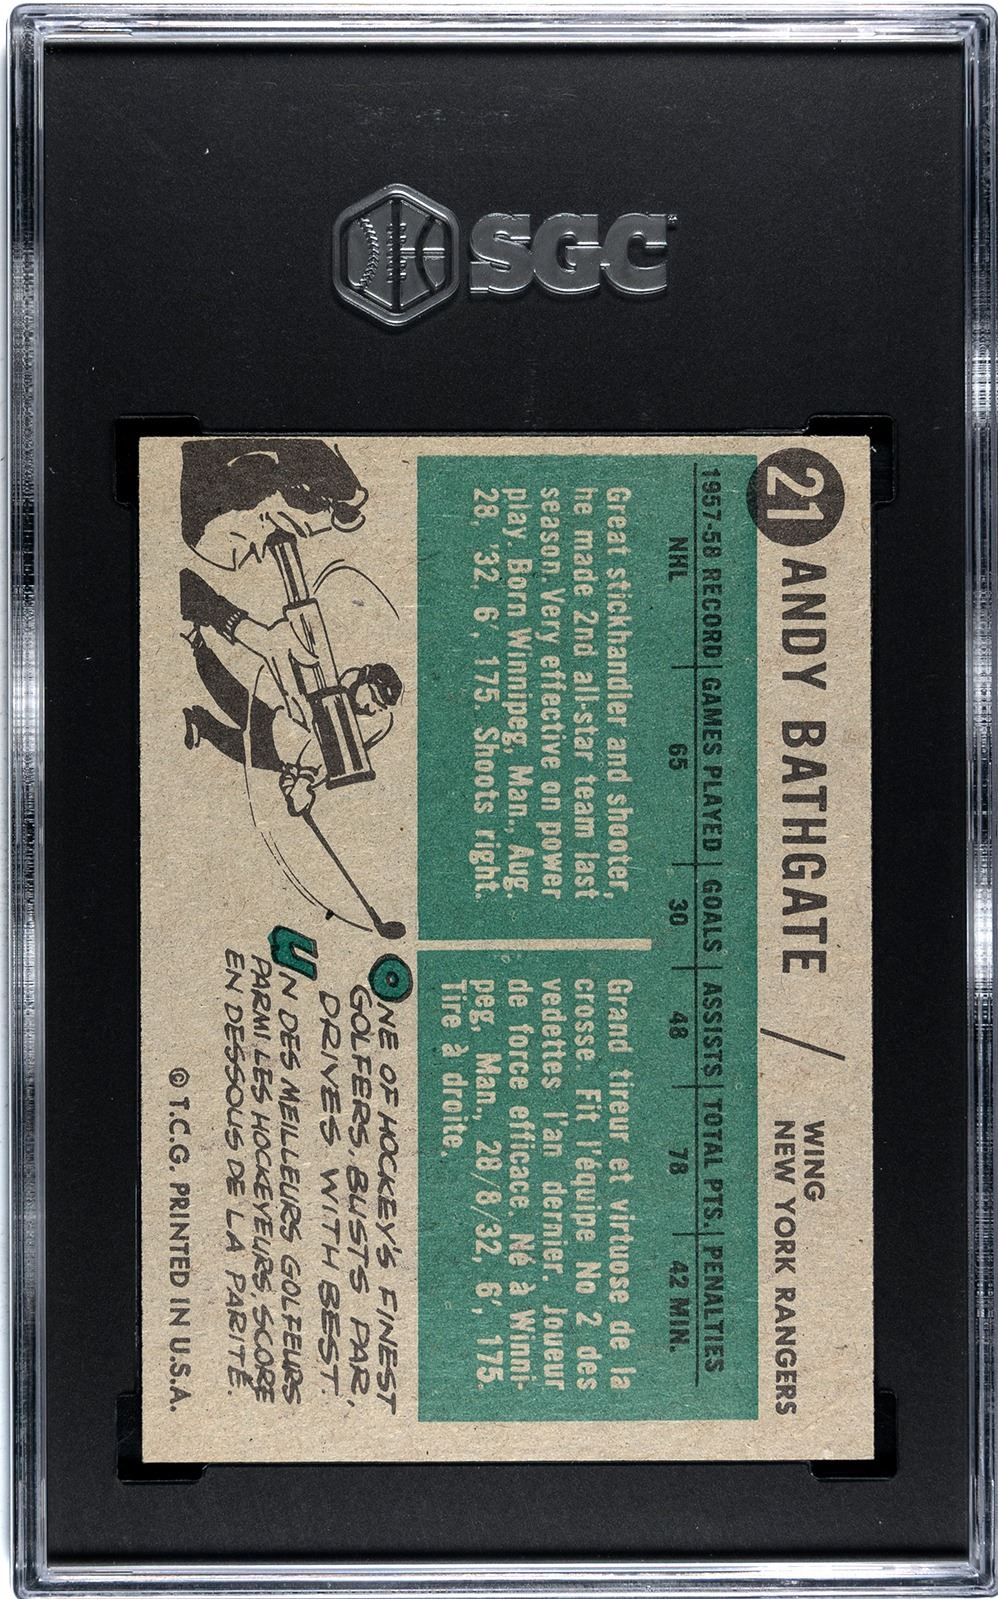 SGC
21 ANDY BATHGATE / WING
NEW YORK RANGERS
1957-58 RECORD GAMES PLAYED GOALS ASSISTS TOTAL PTS. PENALTIES
NHL 65 30 48 78 42 MIN.
Great stickhandler and shooter,
he made 2nd all-star team last
season. Very effective on power
play. Born Winnipeg, Man., Aug.
28, '32, 6', 175. Shoots right.
Grand tireur et virtuose de la
crosse. Fit l'équipe No 2 des
vedettes l'an dernier. Joueur
de force efficace. Né à Winni-
peg, Man., 28/8/32, 6', 175.
Tire à droite.
ONE OF HOCKEY'S FINEST
GOLFERS, BUSTS PAR,
DRIVES WITH BEST.
UN DES MEILLEURS GOLFEURS
PARMI LES HOCKEYEURS, SCORE
EN DESSOUS DE LA PARITÉ.
© T.C.G. PRINTED IN U.S.A.